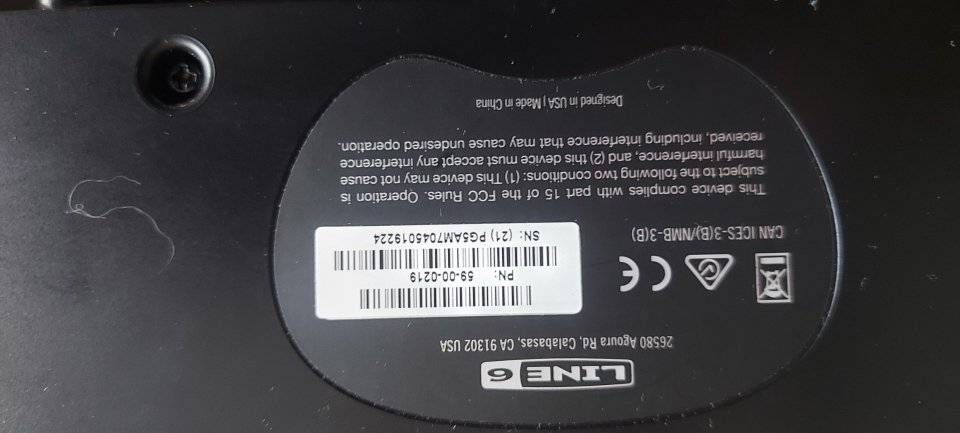 LINE 6
26580 Agoura Rd, Calabasas, CA 91302 USA
PN: 59-00-0219
SN: (21) PG5AM7045019224
CAN ICES-3(B)/NMB-3(B)
This device complies with part 15 of the FCC Rules. Operation is
subject to the following two conditions: (1) This device may not cause
harmful interference, and (2) this device must accept any interference
received, including interference that may cause undesired operation.
Designed in USA | Made in China